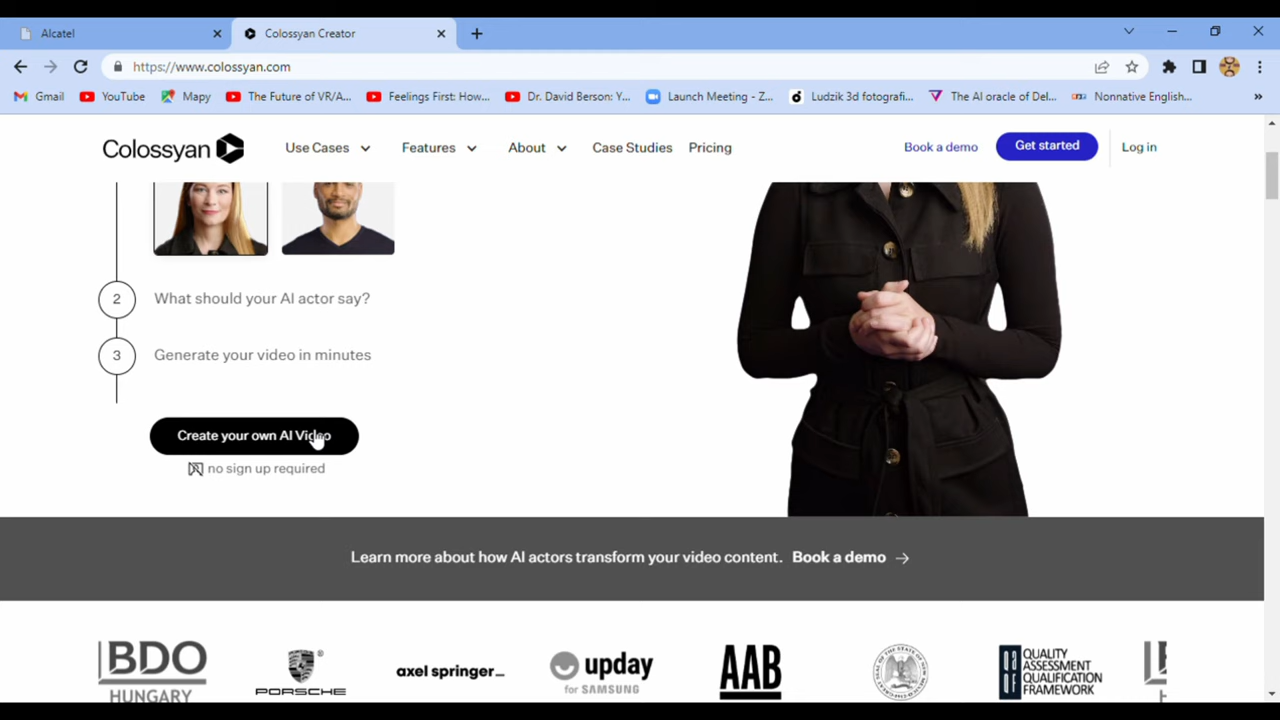 Alcatel
Colossyan Creator
https://www.colossyan.com
Gmail
YouTube
Mapy
The Future of VR/A...
Feelings First: How...
Dr. David Berson: Y...
Launch Meeting - Z...
Ludzik 3d fotografi...
The AI oracle of Del...
Nonnative English...
»
Colossyan
Use Cases
Features
About
Case Studies
Pricing
Book a demo
Get started
Log in
2
What should your AI actor say?
3
Generate your video in minutes
Create your own AI Video
no sign up required
Learn more about how AI actors transform your video content. Book a demo →
BDO
HUNGARY
PORSCHE
axel springer_
upday
for SAMSUNG
AAB
QUALITY
ASSESSMENT
QUALIFICATION
FRAMEWORK